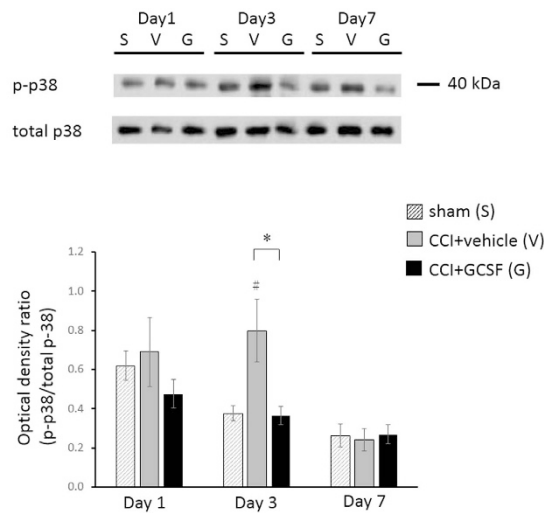 Day1 Day3 Day7
S V G S V G S V G
p-p38
40 kDa
total p38
sham (S)
CCI+vehicle (V)
CCI+GCSF (G)
Optical density ratio
(p-p38/total p-38)
1.2
1.0
0.8
0.6
0.4
0.2
0.0
*
#
Day 1 Day 3 Day 7